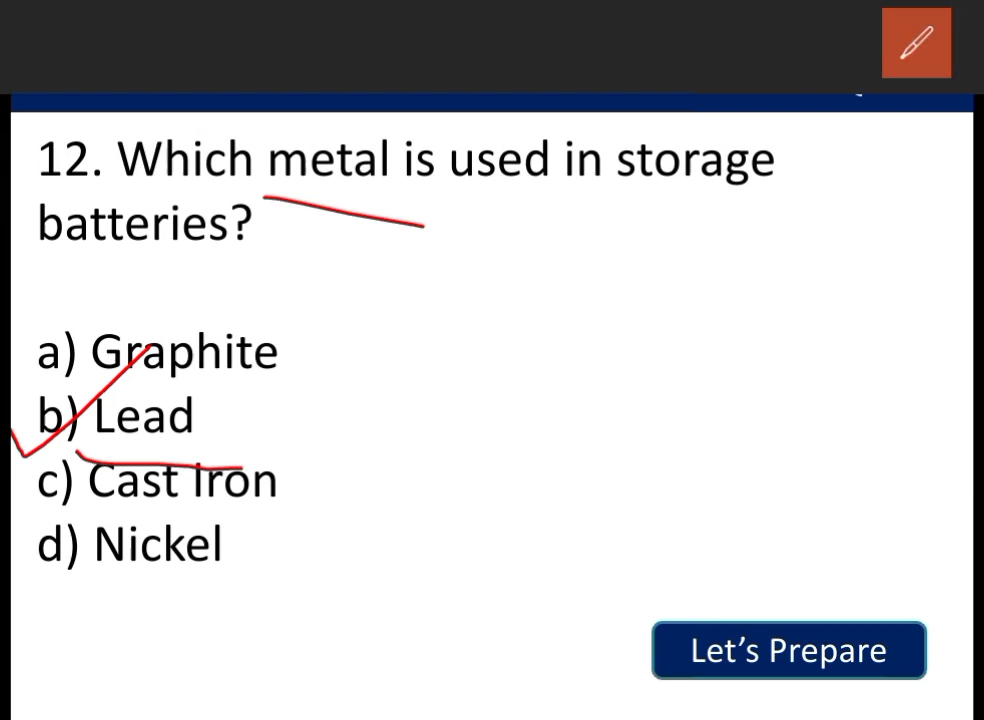 12. Which metal is used in storage
batteries?
a) Graphite
b) Lead
c) Cast Iron
d) Nickel
Let's Prepare